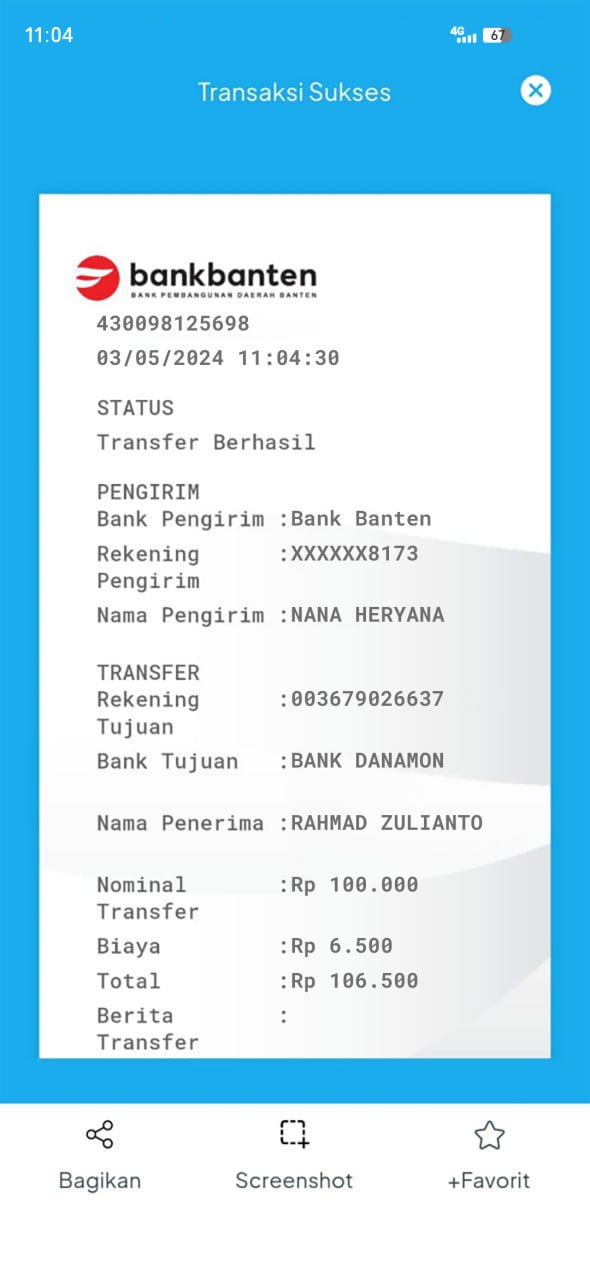 11:04
4G 67
Transaksi Sukses
bankbanten
BANK PEMBANGUNAN DAERAH BANTEN
430098125698
03/05/2024 11:04:30
STATUS
Transfer Berhasil
PENGIRIM
Bank Pengirim :Bank Banten
Rekening :XXXXXX8173
Pengirim
Nama Pengirim :NANA HERYANA
TRANSFER
Rekening :003679026637
Tujuan
Bank Tujuan :BANK DANAMON
Nama Penerima :RAHMAD ZULIANTO
Nominal :Rp 100.000
Transfer
Biaya :Rp 6.500
Total :Rp 106.500
Berita :
Transfer
Bagikan Screenshot +Favorit